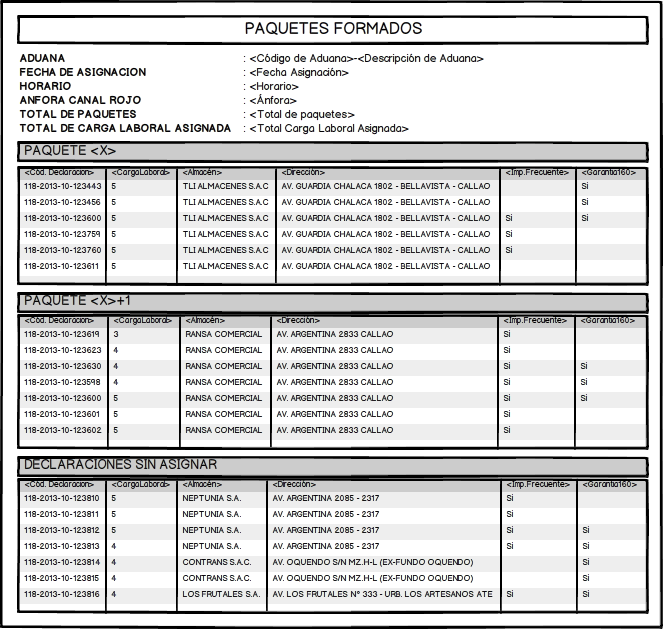 PAQUETES FORMADOS
ADUANA : <Código de Aduana>-<Descripción de Aduana>
FECHA DE ASIGNACION : <Fecha Asignación>
HORARIO : <Horario>
ANFORA CANAL ROJO : <Ánfora>
TOTAL DE PAQUETES : <Total de paquetes>
TOTAL DE CARGA LABORAL ASIGNADA : <Total Carga Laboral Asignada>
PAQUETE <X>
<Cód. Declaracion> <CargaLaboral> <Almacén> <Dirección> <Imp.Frecuente> <Garantia160>
118-2013-10-123443 5 TLI ALMACENES S.A.C AV. GUARDIA CHALACA 1802 - BELLAVISTA - CALLAO Si
118-2013-10-123456 5 TLI ALMACENES S.A.C AV. GUARDIA CHALACA 1802 - BELLAVISTA - CALLAO Si
118-2013-10-123600 5 TLI ALMACENES S.A.C AV. GUARDIA CHALACA 1802 - BELLAVISTA - CALLAO Si Si
118-2013-10-123759 5 TLI ALMACENES S.A.C AV. GUARDIA CHALACA 1802 - BELLAVISTA - CALLAO Si
118-2013-10-123760 5 TLI ALMACENES S.A.C AV. GUARDIA CHALACA 1802 - BELLAVISTA - CALLAO Si
118-2013-10-123611 5 TLI ALMACENES S.A.C AV. GUARDIA CHALACA 1802 - BELLAVISTA - CALLAO
PAQUETE <X>+1
<Cód. Declaracion> <CargaLaboral> <Almacén> <Dirección> <Imp.Frecuente> <Garantia160>
118-2013-10-123619 3 RANSA COMERCIAL AV. ARGENTINA 2833 CALLAO Si
118-2013-10-123623 4 RANSA COMERCIAL AV. ARGENTINA 2833 CALLAO Si
118-2013-10-123630 4 RANSA COMERCIAL AV. ARGENTINA 2833 CALLAO Si Si
118-2013-10-123598 4 RANSA COMERCIAL AV. ARGENTINA 2833 CALLAO Si Si
118-2013-10-123600 5 RANSA COMERCIAL AV. ARGENTINA 2833 CALLAO Si Si
118-2013-10-123601 5 RANSA COMERCIAL AV. ARGENTINA 2833 CALLAO Si
118-2013-10-123602 5 RANSA COMERCIAL AV. ARGENTINA 2833 CALLAO Si
DECLARACIONES SIN ASIGNAR
<Cód. Declaracion> <CargaLaboral> <Almacén> <Dirección> <Imp.Frecuente> <Garantia160>
118-2013-10-123810 5 NEPTUNIA S.A. AV. ARGENTINA 2085 - 2317 Si
118-2013-10-123811 5 NEPTUNIA S.A. AV. ARGENTINA 2085 - 2317 Si
118-2013-10-123812 5 NEPTUNIA S.A. AV. ARGENTINA 2085 - 2317 Si Si
118-2013-10-123813 4 NEPTUNIA S.A. AV. ARGENTINA 2085 - 2317 Si Si
118-2013-10-123814 4 CONTRANS S.A.C. AV. OQUENDO S/N MZ.H-L (EX-FUNDO OQUENDO) Si
118-2013-10-123815 4 CONTRANS S.A.C. AV. OQUENDO S/N MZ.H-L (EX-FUNDO OQUENDO) Si
118-2013-10-123816 4 LOS FRUTALES S.A. AV. LOS FRUTALES N° 333 - URB. LOS ARTESANOS ATE Si Si